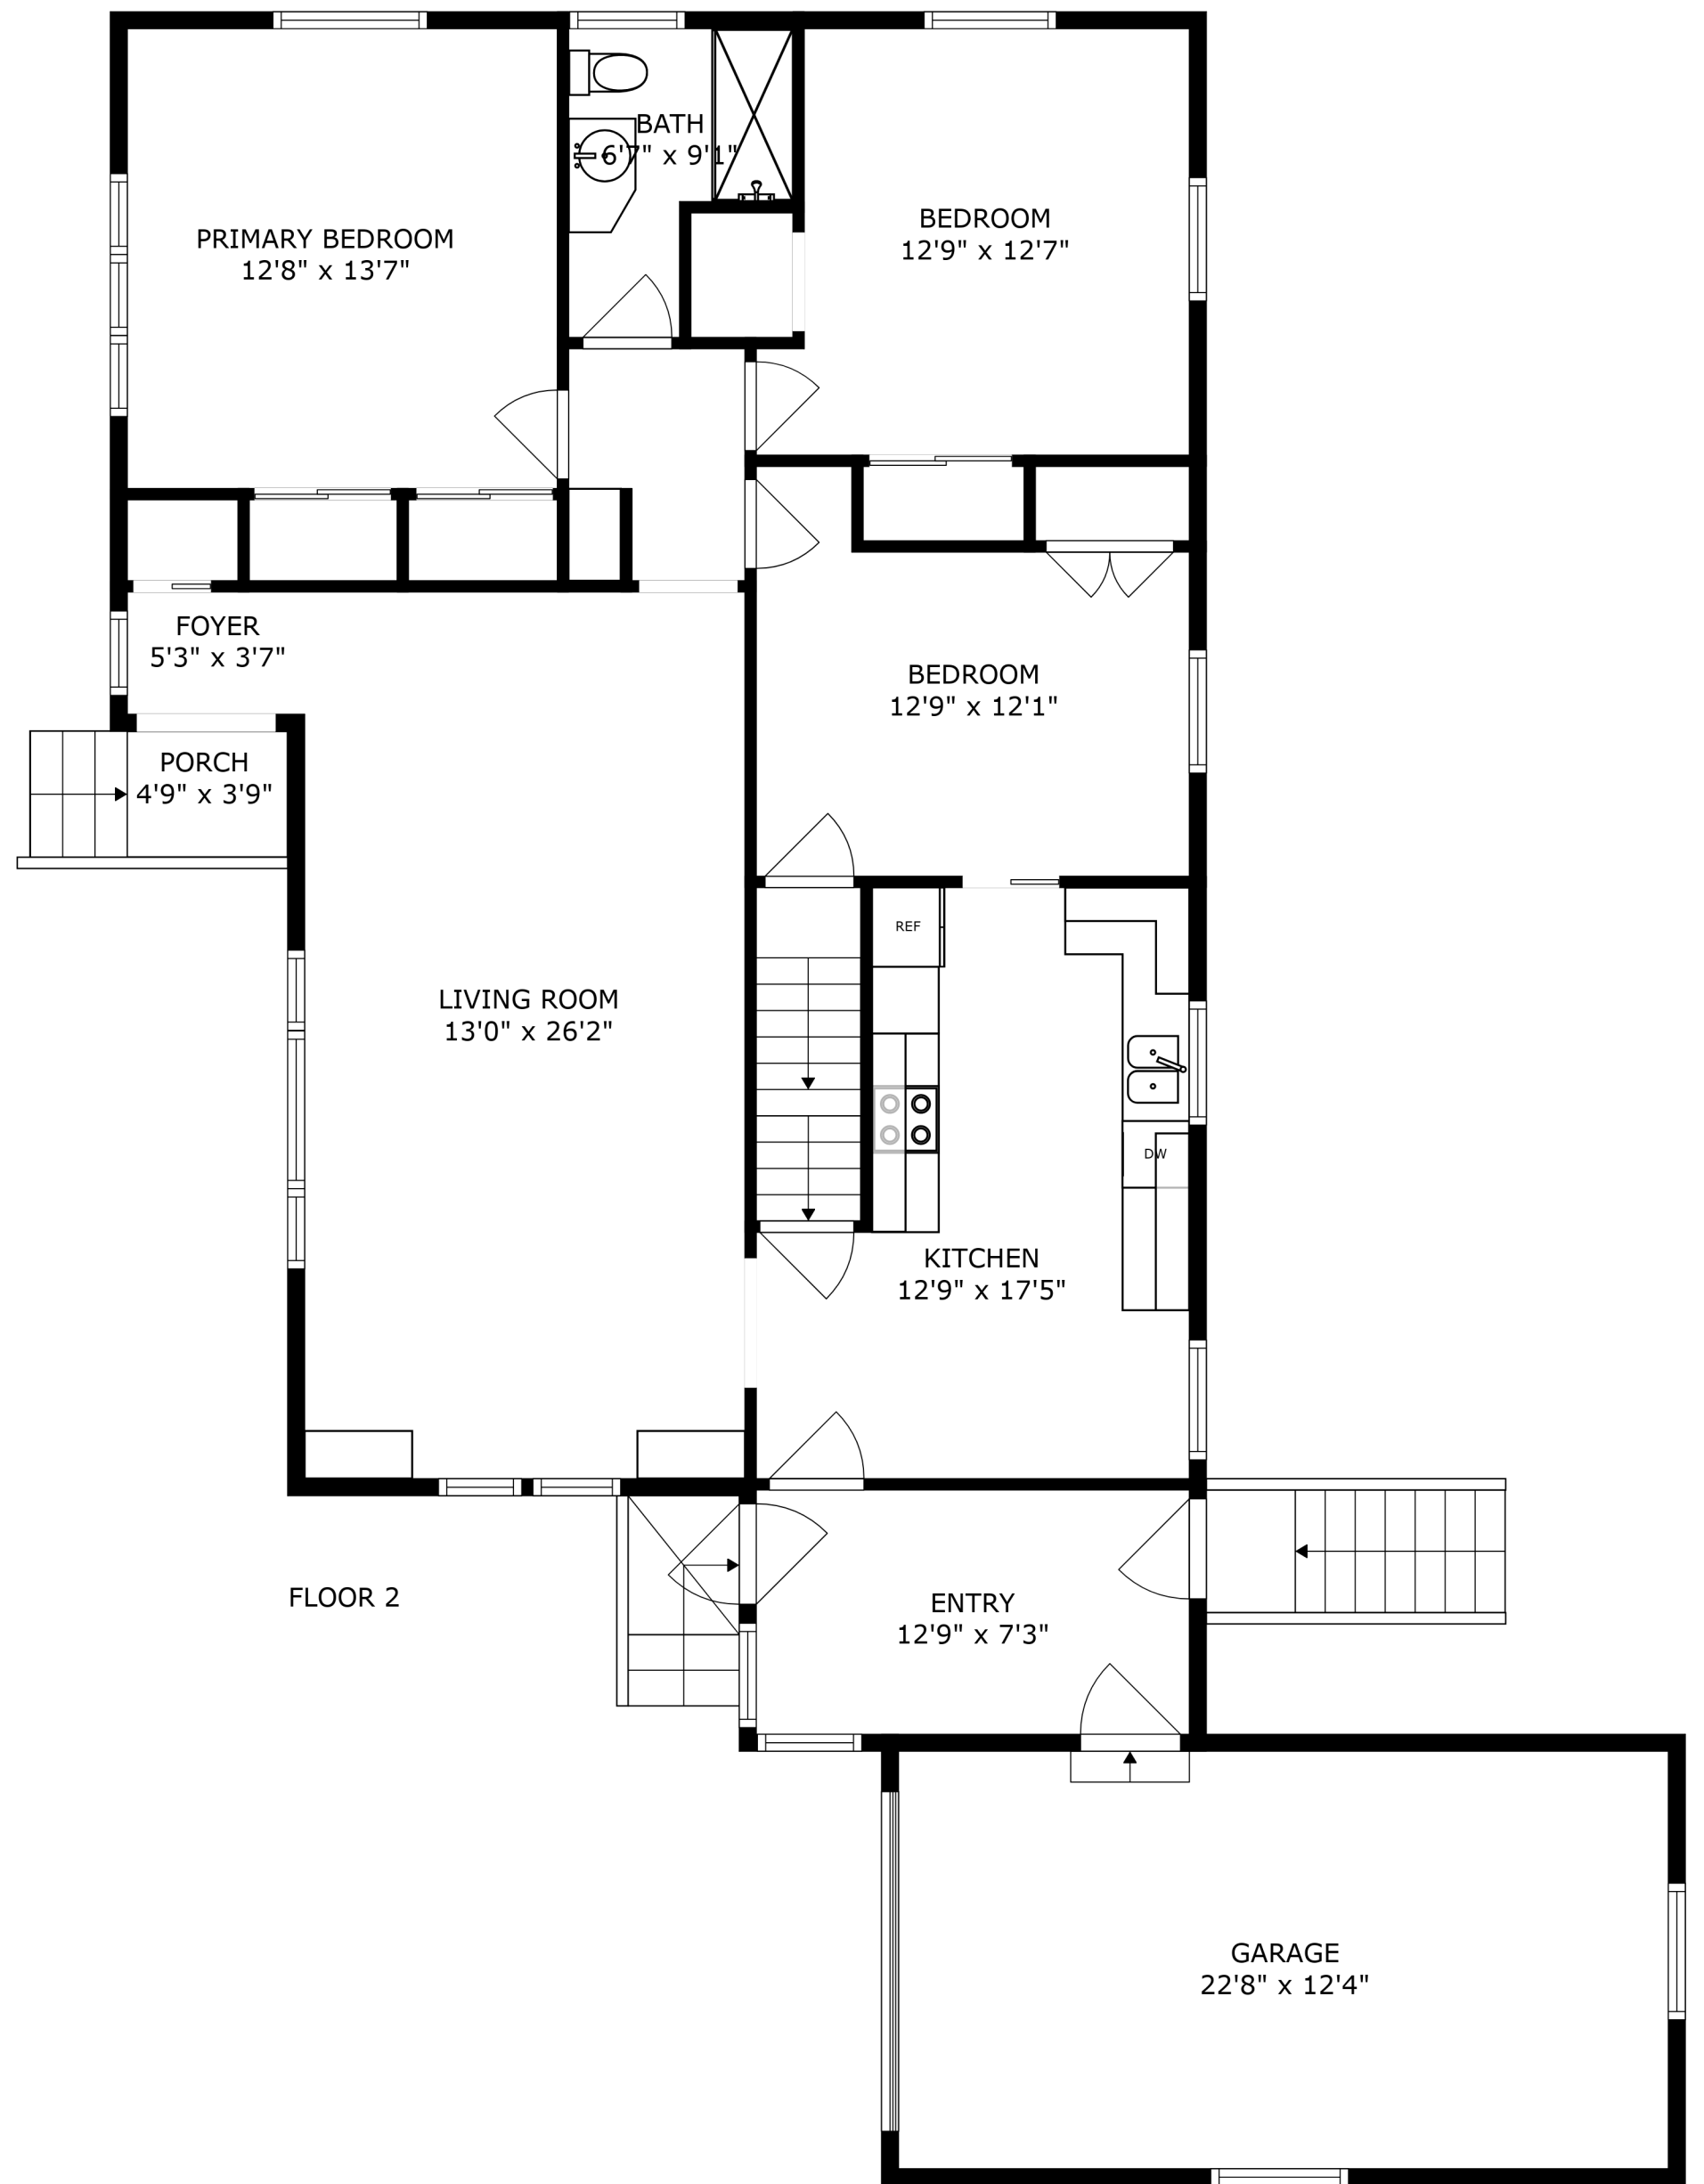 BATH
6'7" x 9'1"
PRIMARY BEDROOM
12'8" x 13'7"
BEDROOM
12'9" x 12'7"
FOYER
5'3" x 3'7"
BEDROOM
12'9" x 12'1"
PORCH
4'9" x 3'9"
REF
LIVING ROOM
13'0" x 26'2"
DW
KITCHEN
12'9" x 17'5"
FLOOR 2
ENTRY
12'9" x 7'3"
GARAGE
22'8" x 12'4"